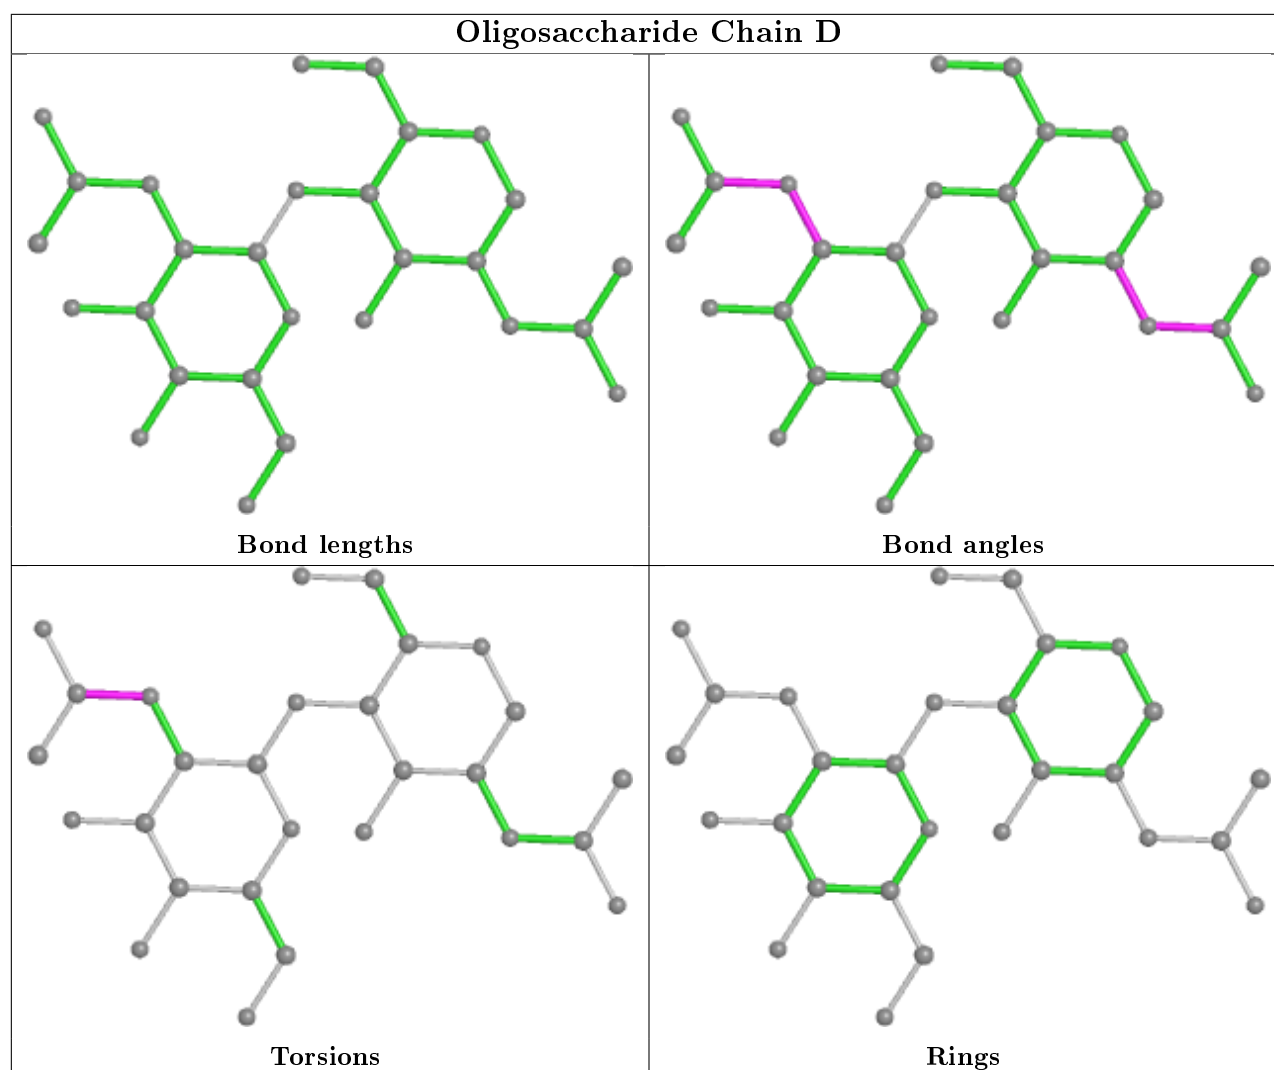 Oligosaccharide Chain D
Bond lengths
Bond angles
Torsions
Rings